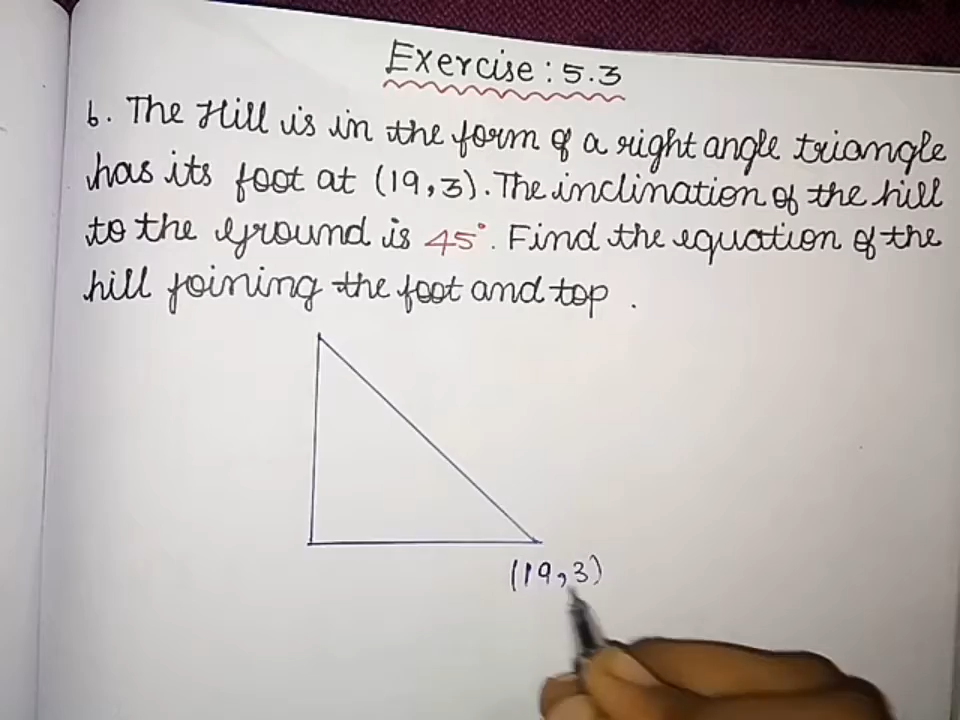 Exercise : 5.3
6. The Hill is in the form of a right angle triangle
has its foot at (19,3). The inclination of the hill
to the ground is 45°. Find the equation of the
hill joining the foot and top .
(19,3)